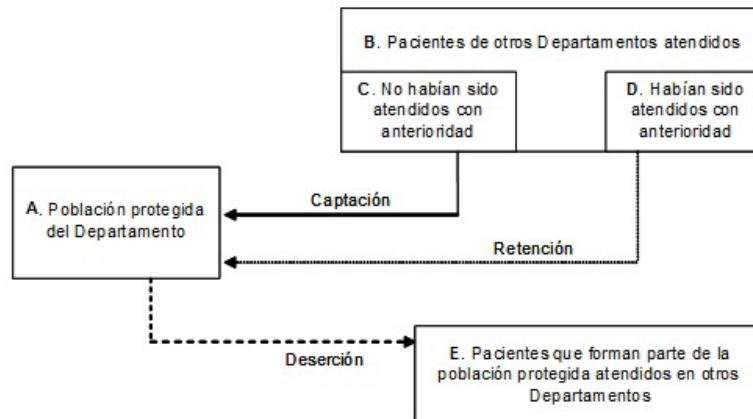 B. Pacientes de otros Departamentos atendidos
C. No habían sido
atendidos con
anterioridad
D. Habían sido
atendidos con
anterioridad
A. Población protegida
del Departamento
Captación
Retención
Deserción
E. Pacientes que forman parte de la
población protegida atendidos en otros
Departamentos